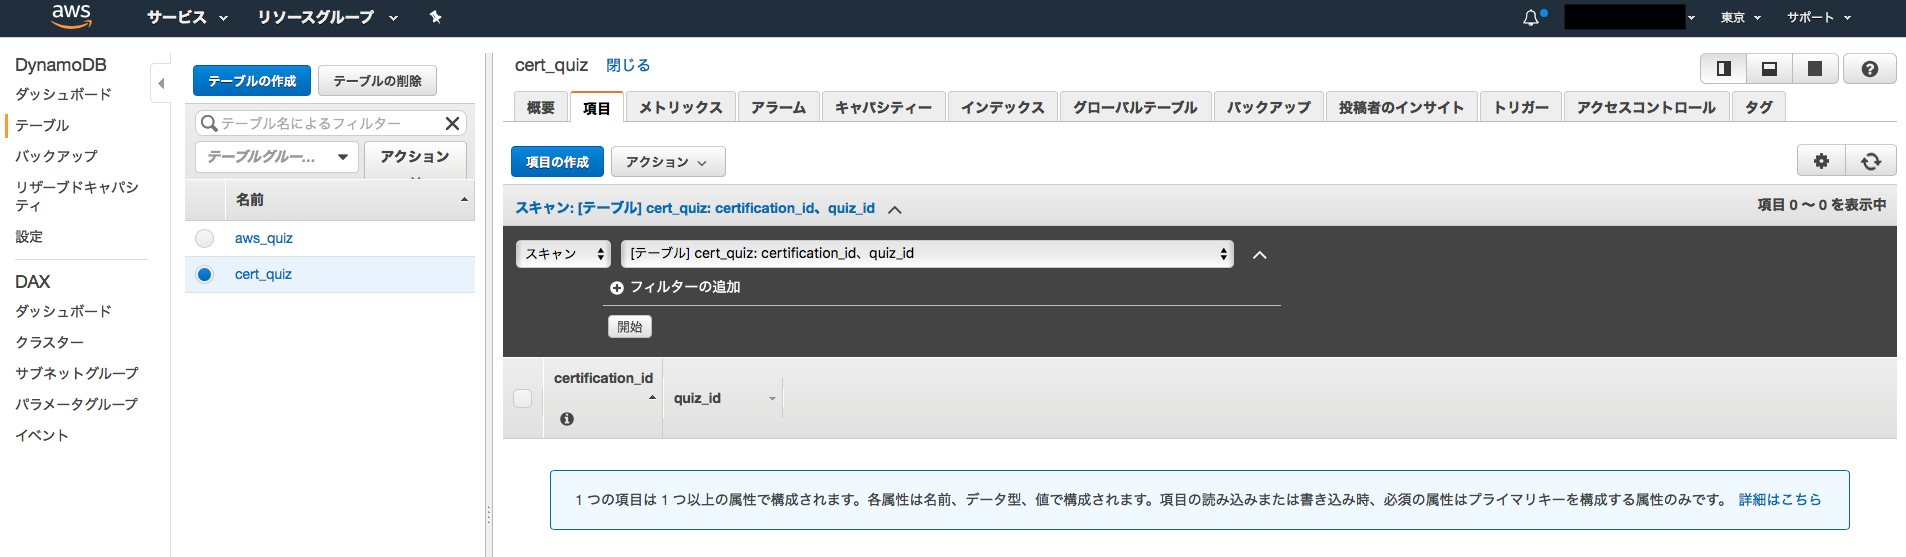 aws サービス リソースグループ 東京 サポート
DynamoDB
ダッシュボード
テーブル
バックアップ
リザーブドキャパシ
ティ
設定
DAX
ダッシュボード
クラスター
サブネットグループ
パラメータグループ
イベント
テーブルの作成 テーブルの削除
テーブル名によるフィルター
テーブルグルー... アクション
名前
aws_quiz
cert_quiz
cert_quiz 閉じる
概要 項目 メトリックス アラーム キャパシティー インデックス グローバルテーブル バックアップ 投稿者のインサイト トリガー アクセスコントロール タグ
項目の作成 アクション
スキャン: [テーブル] cert_quiz: certification_id、quiz_id 項目 0 〜 0 を表示中
スキャン [テーブル] cert_quiz: certification_id、quiz_id
フィルターの追加
開始
certification_id quiz_id
1 つの項目は 1 つ以上の属性で構成されます。各属性は名前、データ型、値で構成されます。項目の読み込みまたは書き込み時、必須の属性はプライマリキーを構成する属性のみです。 詳細はこちら